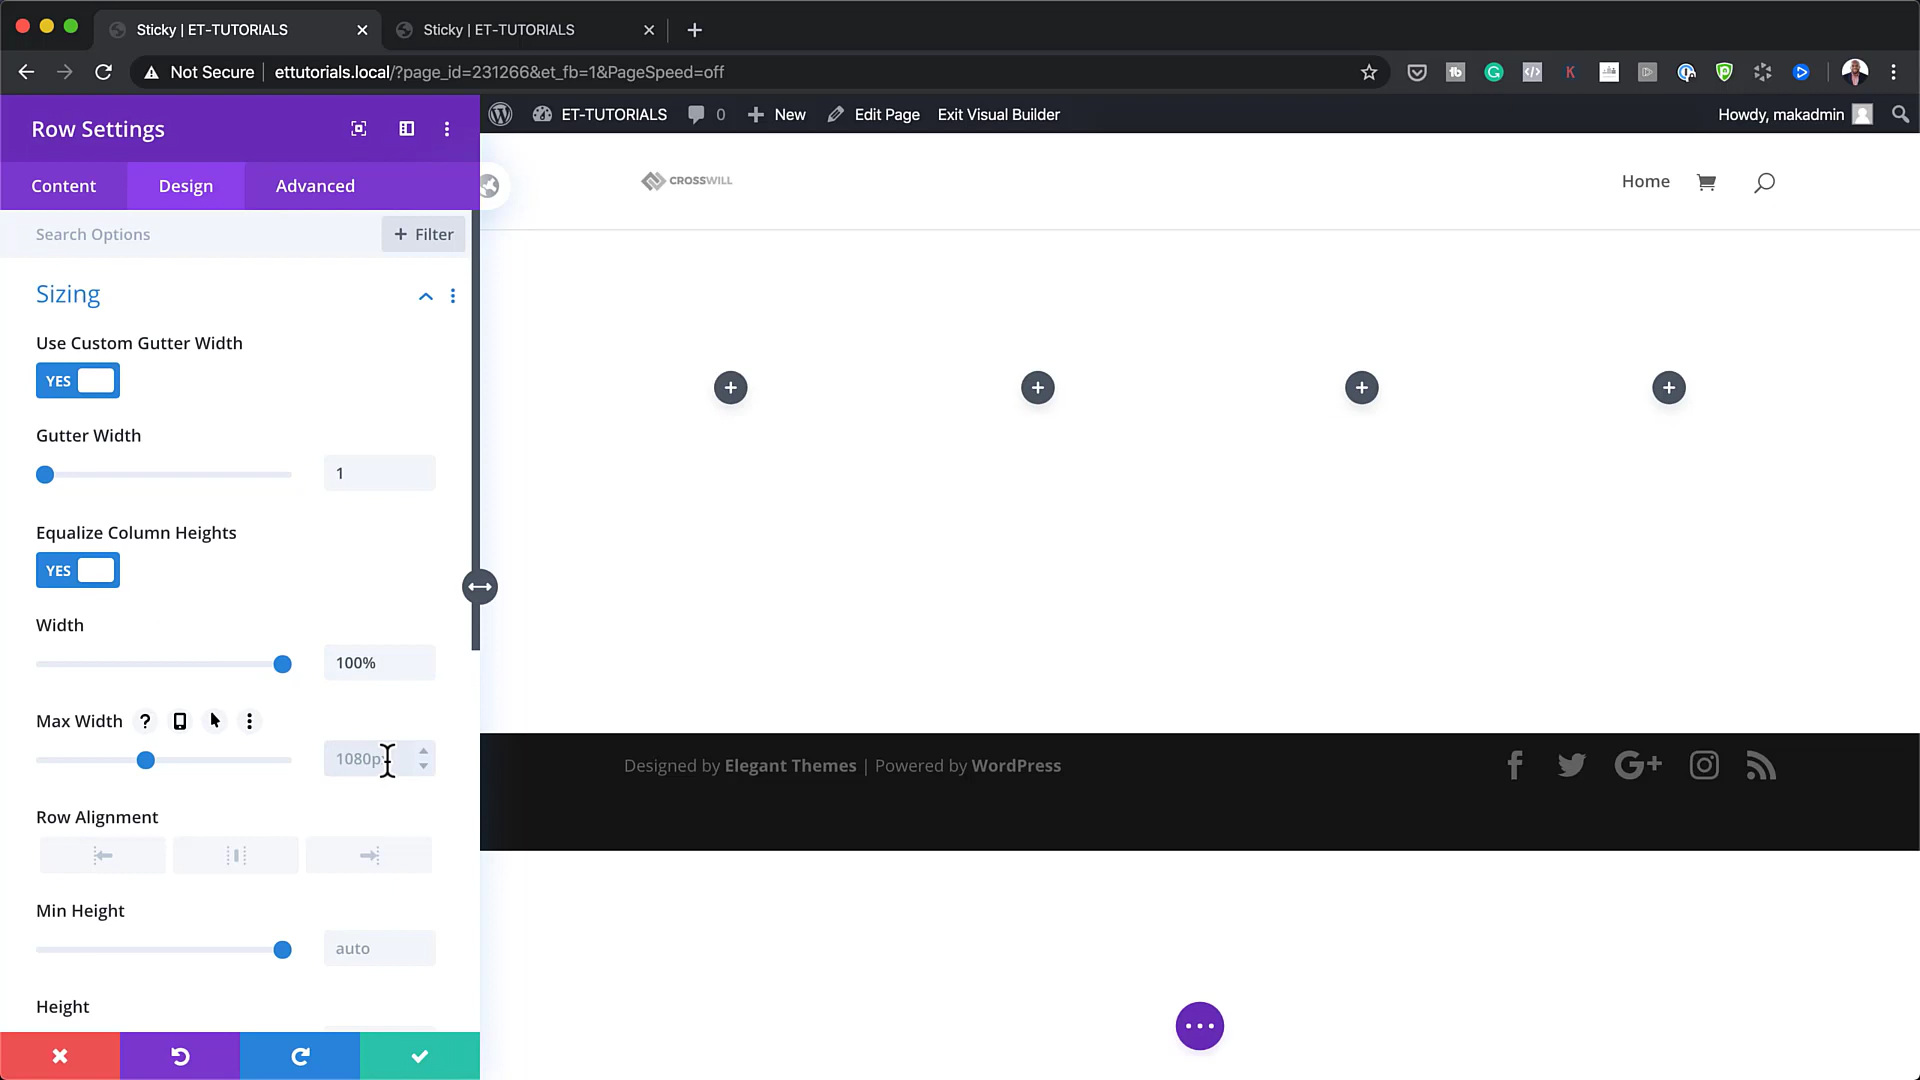 Sticky | ET-TUTORIALS
Sticky | ET-TUTORIALS
Not Secure | ettutorials.local/?page_id=231266&et_fb=1&PageSpeed=off
Row Settings
ET-TUTORIALS 0 New Edit Page Exit Visual Builder Howdy, makadmin
Content Design Advanced
CROSSWILL Home
Search Options + Filter
Sizing
Use Custom Gutter Width
YES
Gutter Width
1
Equalize Column Heights
YES
Width
100%
Max Width ?
1080p
Designed by Elegant Themes | Powered by WordPress
Row Alignment
Min Height
auto
Height